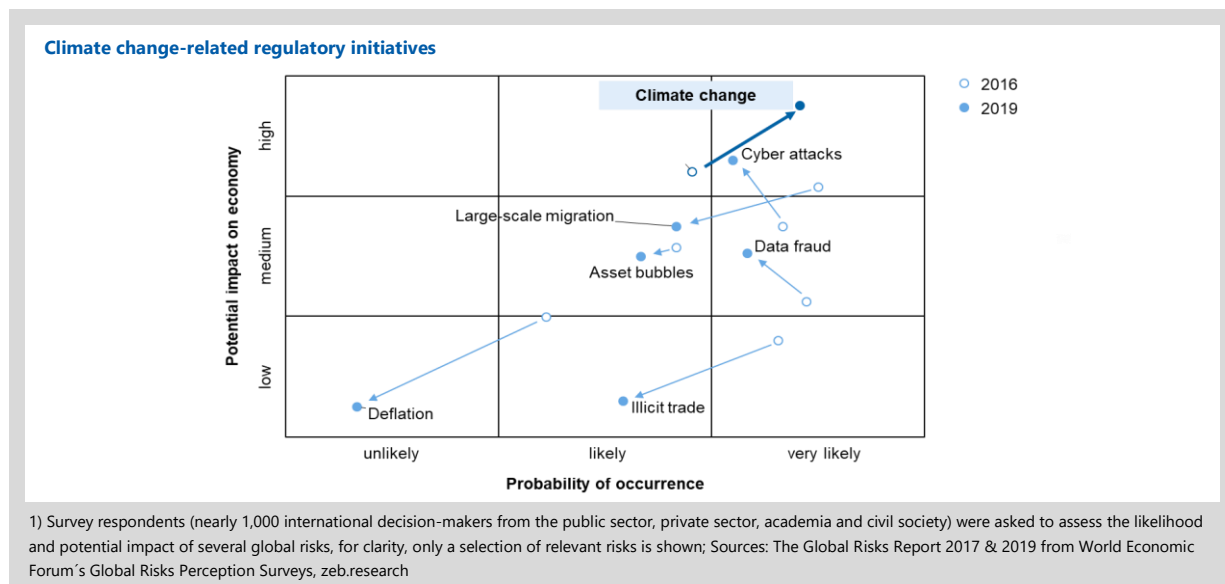 Climate change-related regulatory initiatives
Climate change
2016
2019
Cyber attacks
Large-scale migration
Data fraud
Asset bubbles
Deflation
Illicit trade
Potential impact on economy
high
medium
low
unlikely
likely
very likely
Probability of occurrence
1) Survey respondents (nearly 1,000 international decision-makers from the public sector, private sector, academia and civil society) were asked to assess the likelihood
and potential impact of several global risks, for clarity, only a selection of relevant risks is shown; Sources: The Global Risks Report 2017 & 2019 from World Economic
Forum´s Global Risks Perception Surveys, zeb.research